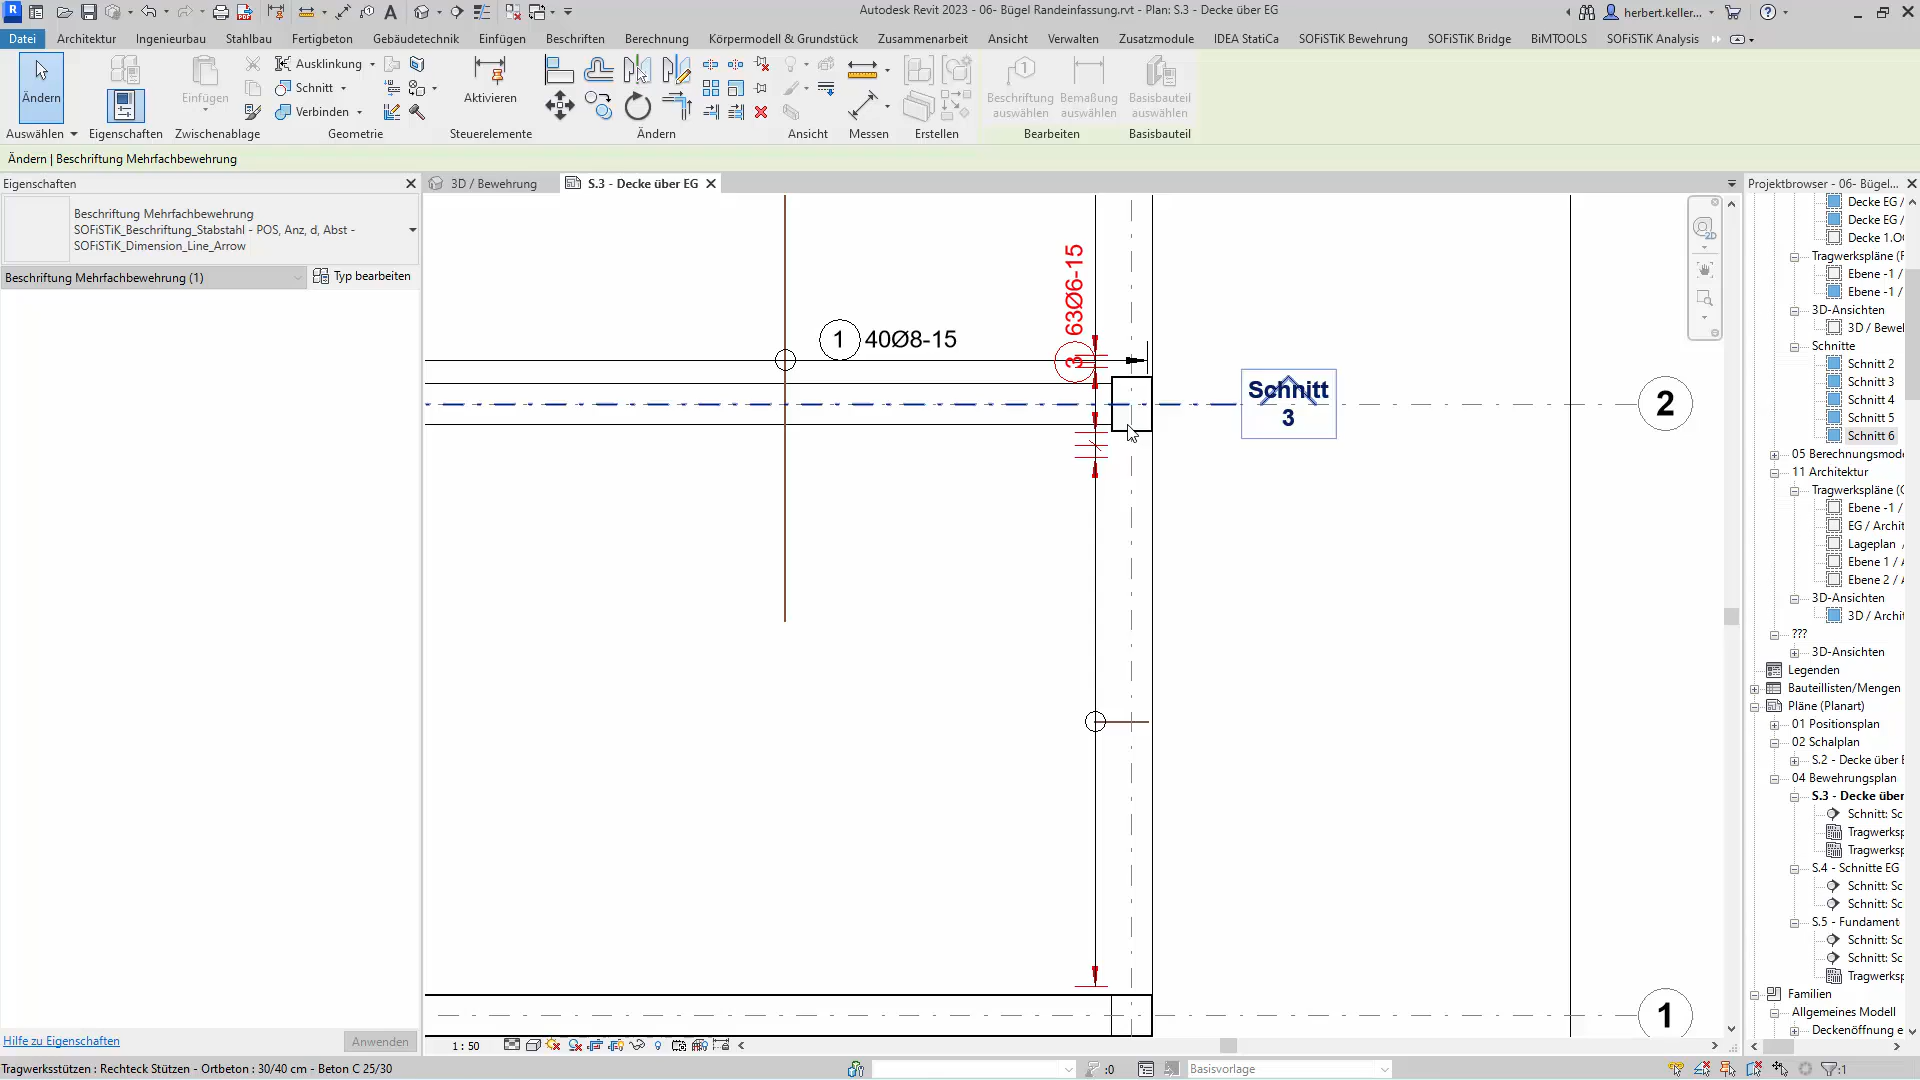 Autodesk Revit 2023 - 06- Bügel Randeinfassung.rvt - Plan: S.3 - Decke über EG
herbert.keller...
Datei
Architektur
Ingenieurbau
Stahlbau
Fertigbeton
Gebäudetechnik
Einfügen
Beschriften
Berechnung
Körpermodell & Grundstück
Zusammenarbeit
Ansicht
Verwalten
Zusatzmodule
IDEA StatiCa
SOFiSTiK Bewehrung
SOFiSTiK Bridge
BiMTOOLS
SOFiSTiK Analysis
Ändern
Einfügen
Ausklinkung
Schnitt
Verbinden
Aktivieren
Beschriftung auswählen
Bemaßung auswählen
Basisbauteil auswählen
Auswählen
Eigenschaften
Zwischenablage
Geometrie
Steuerelemente
Ändern
Ansicht
Messen
Erstellen
Bearbeiten
Basisbauteil
Ändern | Beschriftung Mehrfachbewehrung
Eigenschaften
Beschriftung Mehrfachbewehrung
SOFiSTiK_Beschriftung_Stabstahl - POS, Anz, d, Abst -
SOFiSTiK_Dimension_Line_Arrow
Beschriftung Mehrfachbewehrung (1)
Typ bearbeiten
Hilfe zu Eigenschaften
Anwenden
3D / Bewehrung
S.3 - Decke über EG
1 40Ø8-15
3 63Ø6-15
Schnitt
3
2
1
2D
Projektbrowser - 06- Bügel...
Decke EG /
Decke EG /
Decke 1.O
Tragwerkspläne (F
Ebene -1 /
Ebene -1 /
3D-Ansichten
3D / Bewel
Schnitte
Schnitt 2
Schnitt 3
Schnitt 4
Schnitt 5
Schnitt 6
05 Berechnungsmode
11 Architektur
Tragwerkspläne (C
Ebene -1 /
EG / Archit
Lageplan /
Ebene 1 / A
Ebene 2 / A
3D-Ansichten
3D / Archit
???
3D-Ansichten
Legenden
Bauteillisten/Mengen
Pläne (Planart)
01 Positionsplan
02 Schalplan
S.2 - Decke über E
04 Bewehrungsplan
S.3 - Decke über
Schnitt: Sc
Tragwerksp
Tragwerksp
S.4 - Schnitte EG
Schnitt: Sc
Schnitt: Sc
S.5 - Fundament
Schnitt: Sc
Schnitt: Sc
Tragwerksp
Familien
Allgemeines Modell
Deckenöffnung e
1 : 50
Tragwerksstützen : Rechteck Stützen - Ortbeton : 30/40 cm - Beton C 25/30
:0
Basisvorlage
:1